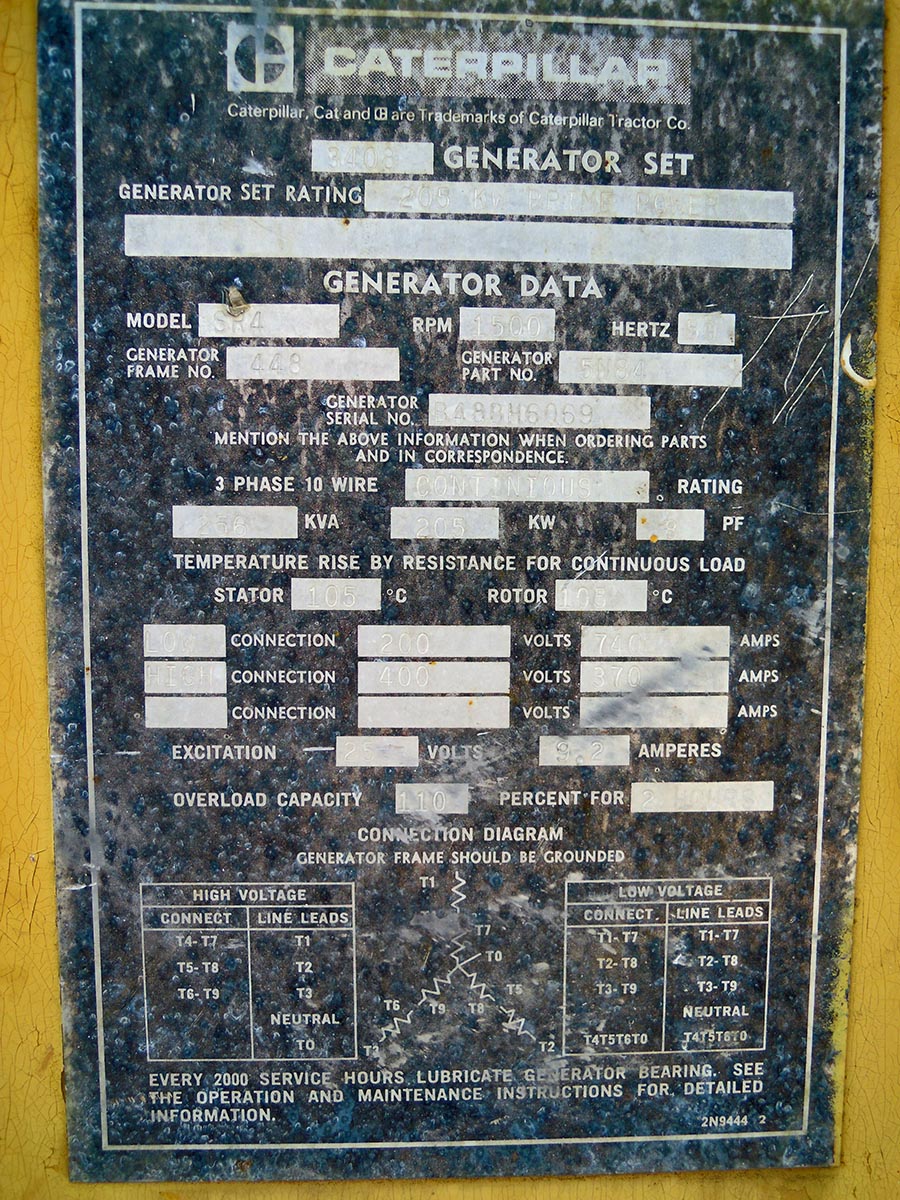 CATERPILLAR
Caterpillar, Cat and C are Trademarks of Caterpillar Tractor Co.
GENERATOR SET
GENERATOR SET RATING 205 KW PRIME POWER
GENERATOR DATA
MODEL SR4 RPM 1500 HERTZ
GENERATOR FRAME NO. 448 GENERATOR PART NO. 5N94
GENERATOR
SERIAL NO.
MENTION THE ABOVE INFORMATION WHEN ORDERING PARTS
AND IN CORRESPONDENCE.
3 PHASE 10 WIRE CONTINIOUS RATING
256 KVA 205 KW PF
TEMPERATURE RISE BY RESISTANCE FOR CONTINUOUS LOAD
STATOR 105 °C ROTOR 105 °C
LOW CONNECTION 200 VOLTS 740 AMPS
HIGH CONNECTION 400 VOLTS 370 AMPS
CONNECTION VOLTS AMPS
EXCITATION VOLTS 9.2 AMPERES
OVERLOAD CAPACITY 110 PERCENT FOR 2 HOURS
CONNECTION DIAGRAM
GENERATOR FRAME SHOULD BE GROUNDED
HIGH VOLTAGE
CONNECT LINE LEADS
T4-T7 T1
T5-T8 T2
T6-T9 T3
NEUTRAL
T0
T1
T7
T0
T6 T9 T8 T5
T3 T2
LOW VOLTAGE
CONNECT LINE LEADS
T1-T7 T1-T7
T2-T8 T2-T8
T3-T9 T3-T9
NEUTRAL
T4T5T6T0 T4T5T6T0
EVERY 2000 SERVICE HOURS LUBRICATE GENERATOR BEARING. SEE
THE OPERATION AND MAINTENANCE INSTRUCTIONS FOR DETAILED
INFORMATION.
2N9444 2